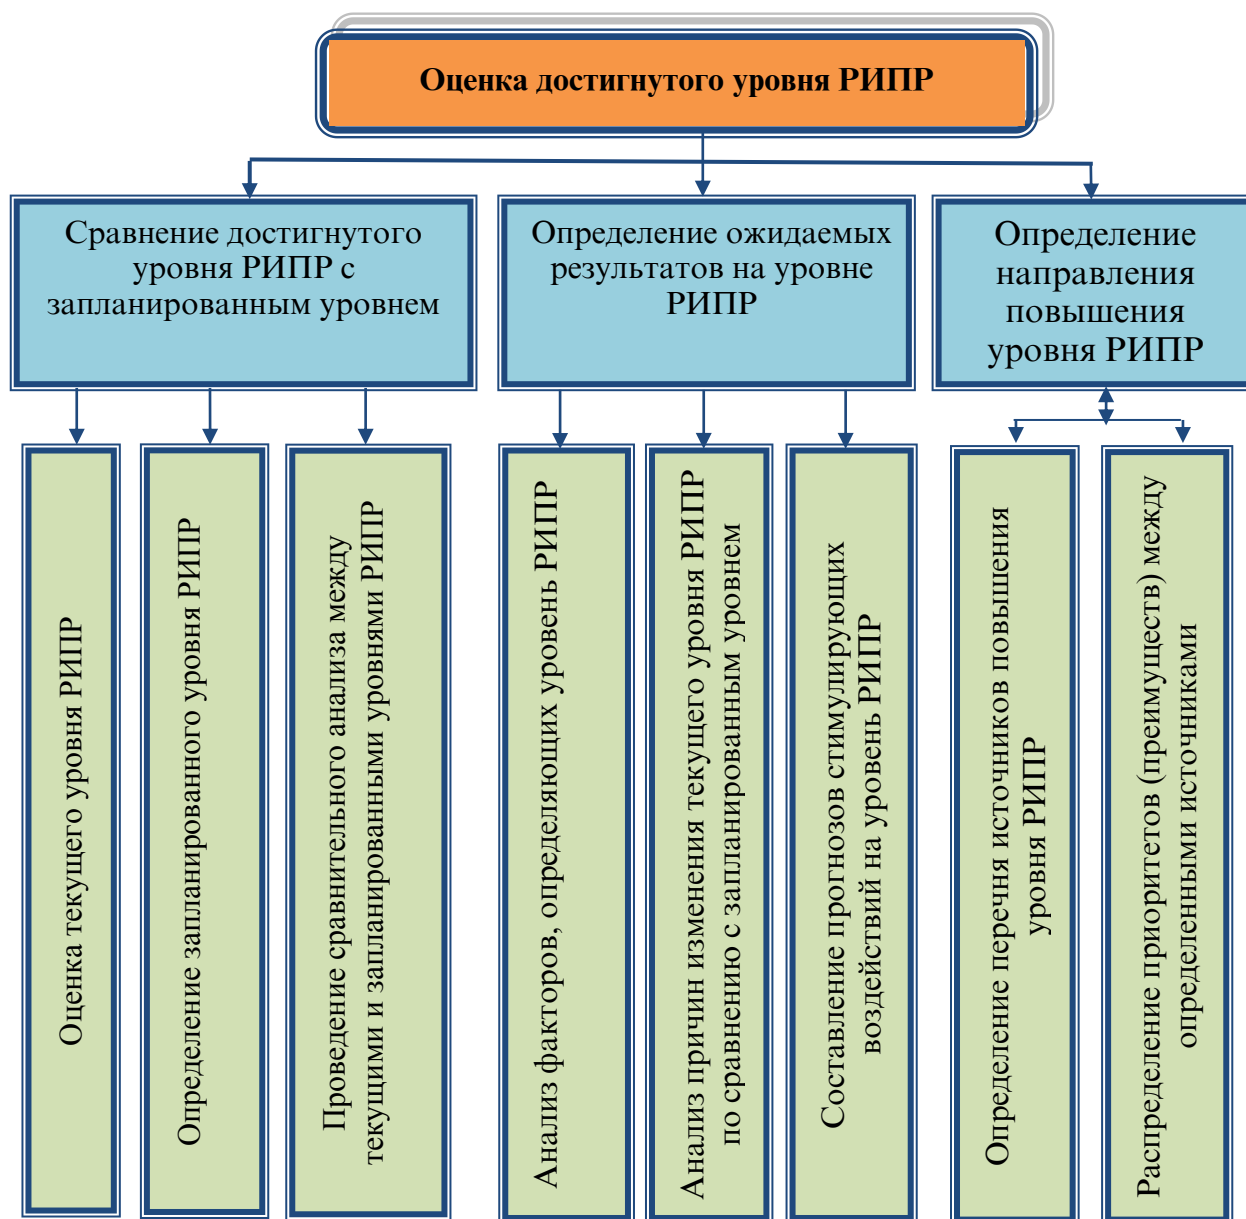 Оценка достигнутого уровня РИПР
Сравнение достигнутого
уровня РИПР с
запланированным уровнем
Определение ожидаемых
результатов на уровне
РИПР
Определение
направления
повышения
уровня РИПР
Оценка текущего уровня РИПР
Определение запланированного уровня РИПР
Проведение сравнительного анализа между
текущими и запланированными уровнями РИПР
Анализ факторов, определяющих уровень РИПР
Анализ причин изменения текущего уровня РИПР
по сравнению с запланированным уровнем
Составление прогнозов стимулирующих
воздействий на уровень РИПР
Определение перечня источников повышения
уровня РИПР
Распределение приоритетов (преимуществ) между
определенными источниками